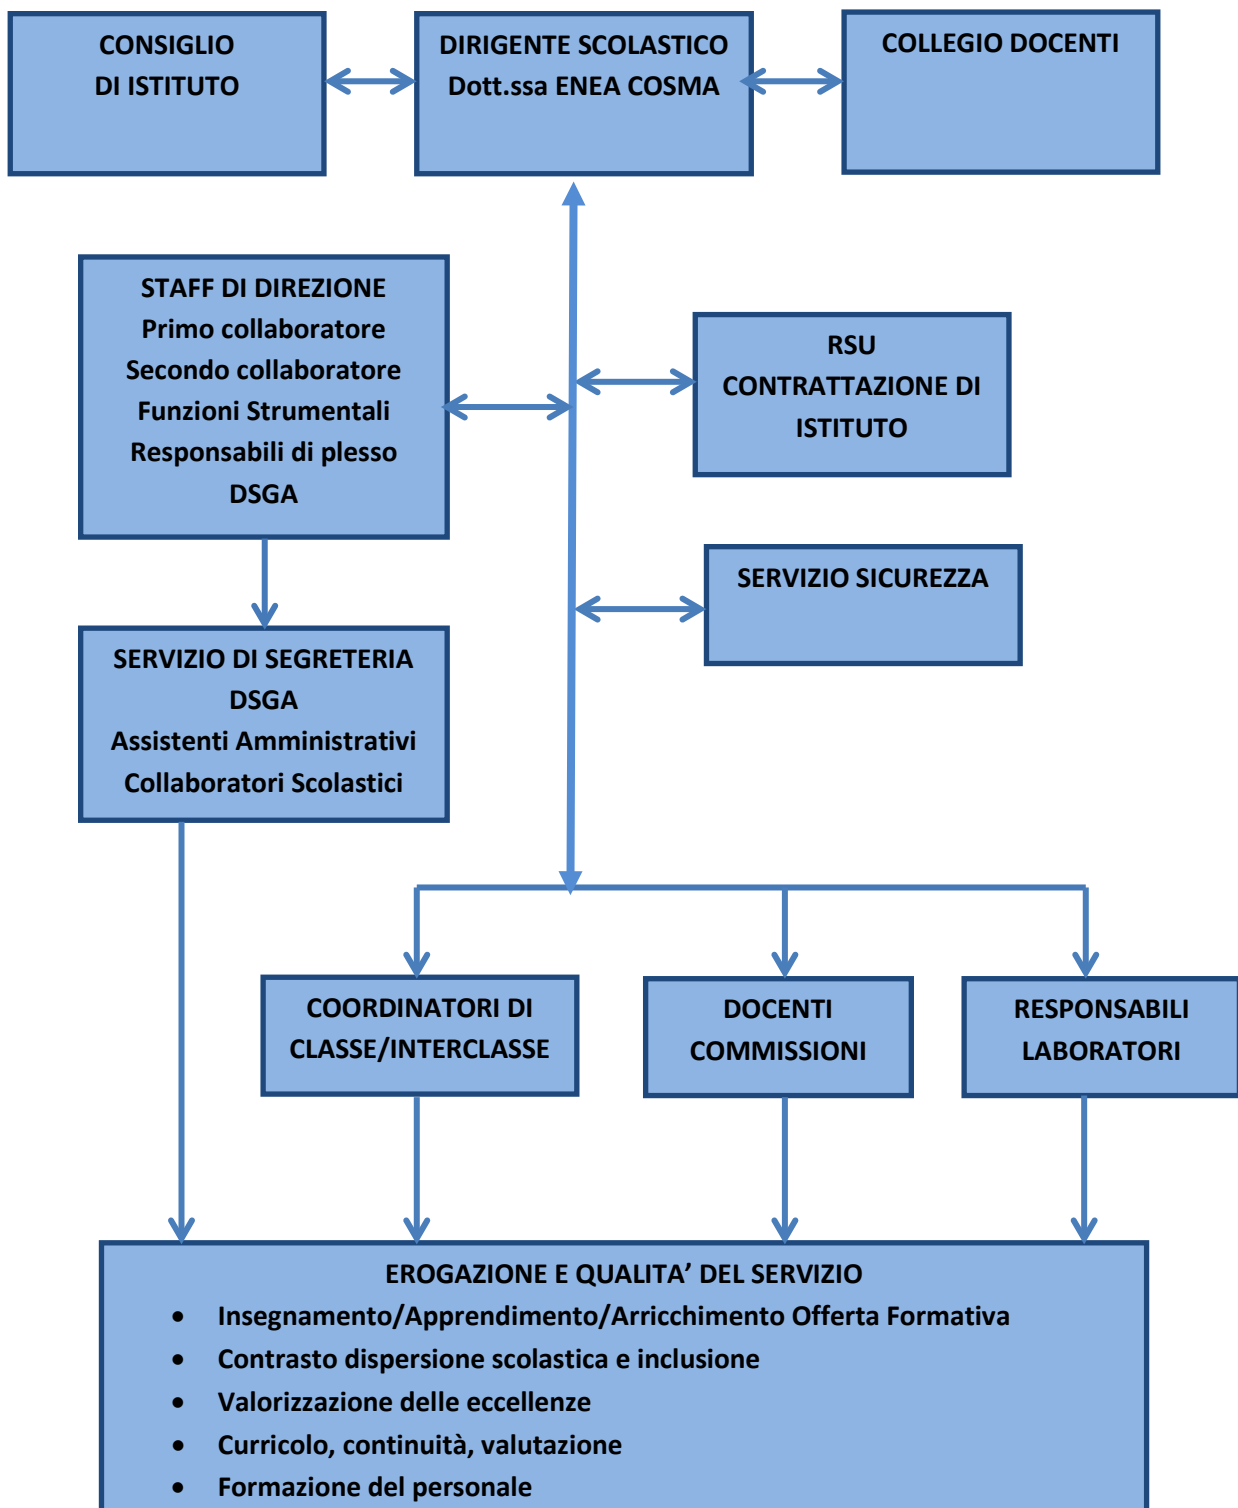 CONSIGLIO
DI ISTITUTO
DIRIGENTE SCOLASTICO
Dott.ssa ENEA COSMA
COLLEGIO DOCENTI
STAFF DI DIREZIONE
Primo collaboratore
Secondo collaboratore
Funzioni Strumentali
Responsabili di plesso
DSGA
RSU
CONTRATTAZIONE DI
ISTITUTO
SERVIZIO SICUREZZA
SERVIZIO DI SEGRETERIA
DSGA
Assistenti Amministrativi
Collaboratori Scolastici
COORDINATORI DI
CLASSE/INTERCLASSE
DOCENTI
COMMISSIONI
RESPONSABILI
LABORATORI
EROGAZIONE E QUALITA’ DEL SERVIZIO
• Insegnamento/Apprendimento/Arricchimento Offerta Formativa
• Contrasto dispersione scolastica e inclusione
• Valorizzazione delle eccellenze
• Curricolo, continuità, valutazione
• Formazione del personale